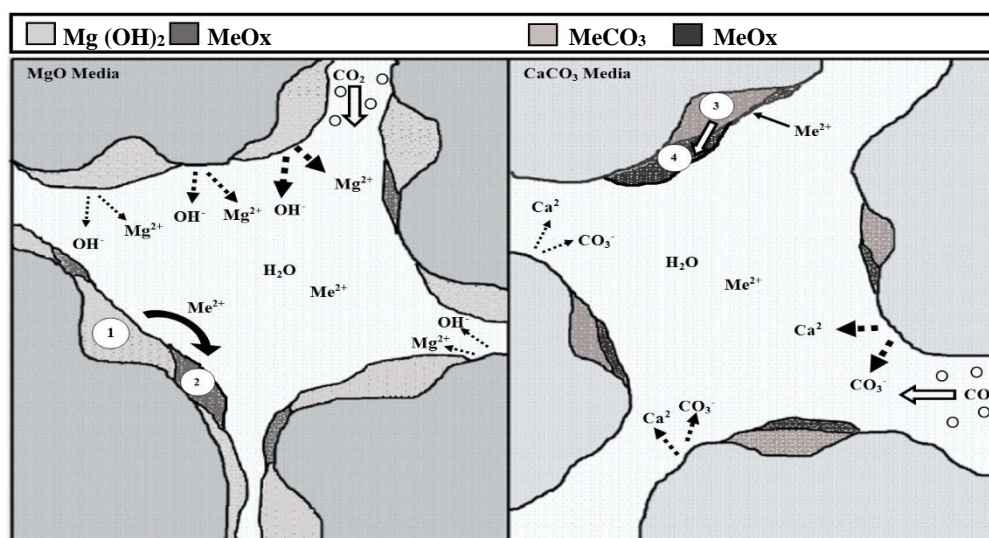 Mg (OH)₂ MeOx MeCO₃ MeOx
MgO Media
CO₂
Mg²⁺
OH⁻
Mg²⁺
OH⁻
Mg²⁺
OH⁻
H₂O
Me²⁺
Me²⁺
OH⁻
Mg²⁺
1
2
CaCO₃ Media
3
Me²⁺
4
Ca²
CO₃⁻
H₂O
Me²⁺
Ca²
CO₃⁻
CO
Ca²
CO₃⁻